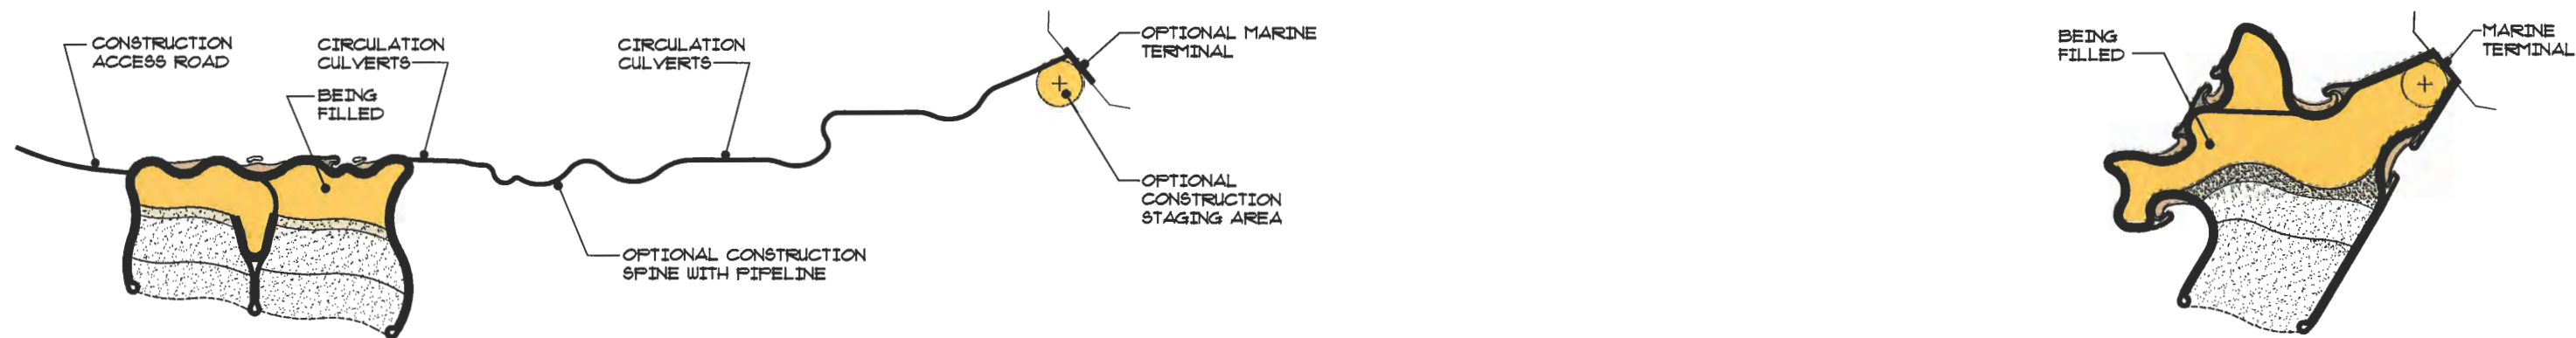 CONSTRUCTION
ACCESS ROAD
CIRCULATION
CULVERTS
BEING
FILLED
CIRCULATION
CULVERTS
OPTIONAL MARINE
TERMINAL
OPTIONAL
CONSTRUCTION
STAGING AREA
OPTIONAL CONSTRUCTION
SPINE WITH PIPELINE
BEING
FILLED
MARINE
TERMINAL